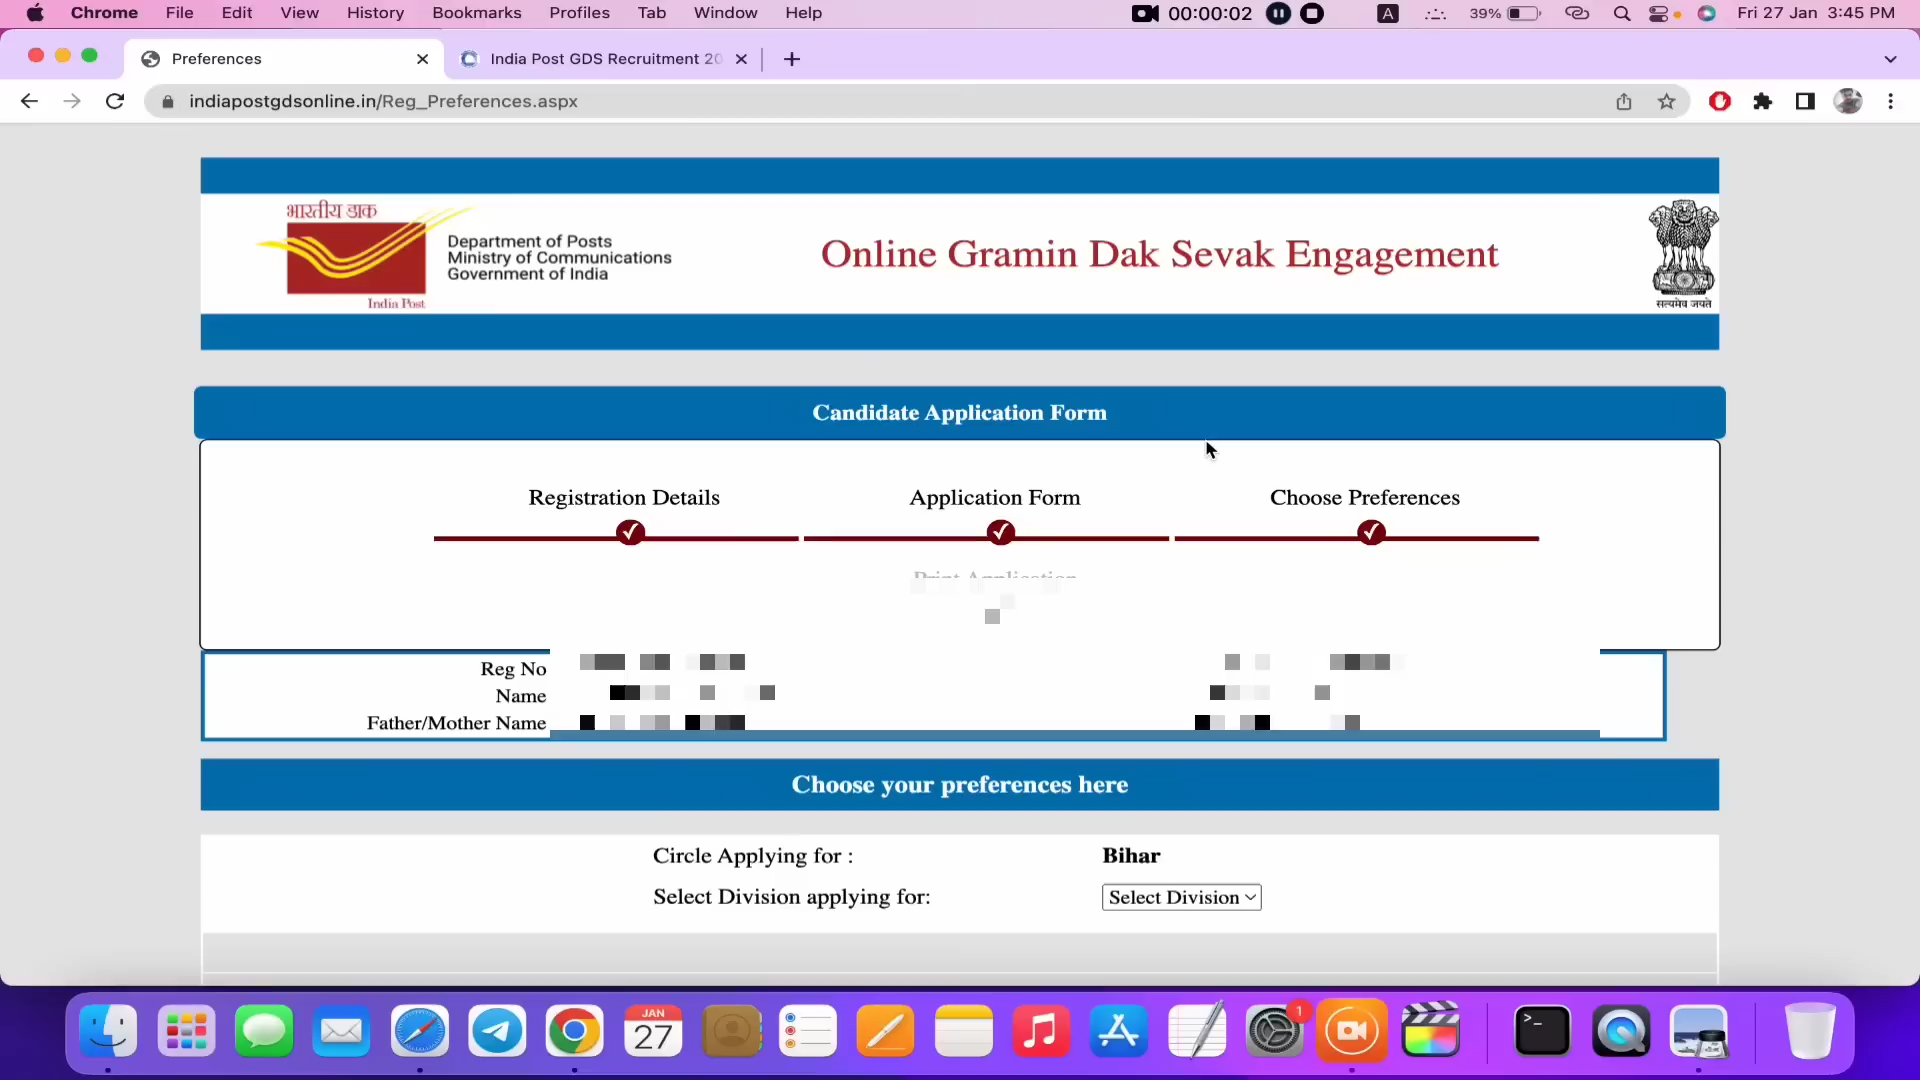 Chrome File Edit View History Bookmarks Profiles Tab Window Help 00:00:02 A 39% Fri 27 Jan 3:45 PM
Preferences India Post GDS Recruitment 20
indiapostgdsonline.in/Reg_Preferences.aspx
भारतीय डाक
India Post
Department of Posts
Ministry of Communications
Government of India
Online Gramin Dak Sevak Engagement
सत्यमेव जयते
Candidate Application Form
Registration Details Application Form Choose Preferences
Print Application
Reg No
Name
Father/Mother Name
Choose your preferences here
Circle Applying for : Bihar
Select Division applying for: Select Division
JAN
27
1
>_